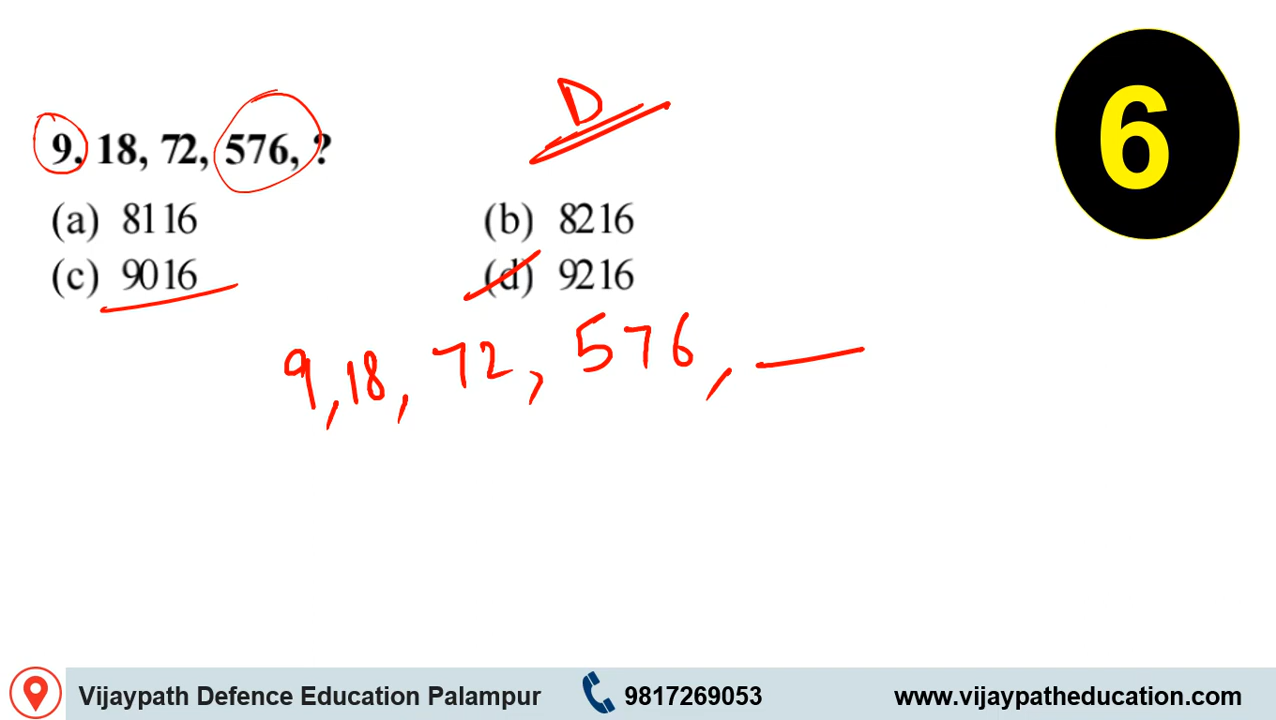 D
6
9, 18, 72, 576, ?
(a) 8116 (b) 8216
(c) 9016 (d) 9216
9, 18, 72, 576, __
Vijaypath Defence Education Palampur 9817269053 www.vijaypatheducation.com